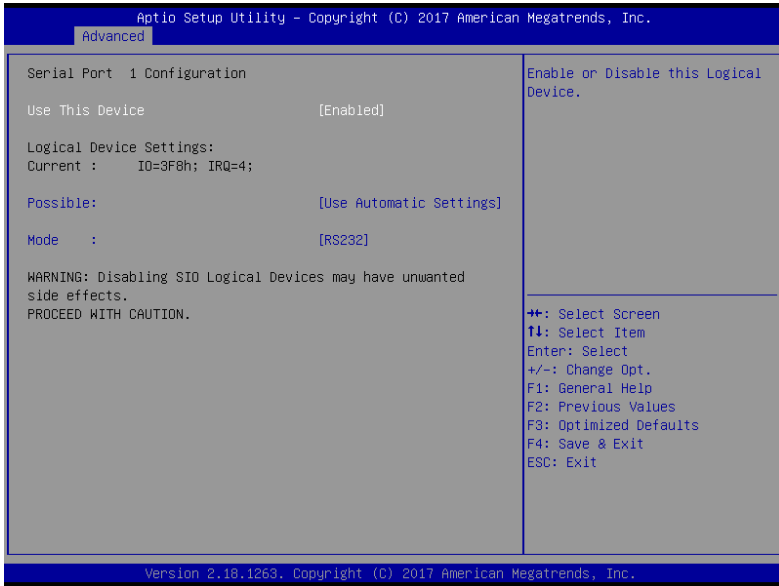 Aptio Setup Utility – Copyright (C) 2017 American Megatrends, Inc.
Advanced
Serial Port 1 Configuration
Use This Device [Enabled]
Logical Device Settings:
Current : IO=3F8h; IRQ=4;
Possible: [Use Automatic Settings]
Mode : [RS232]
WARNING: Disabling SIO Logical Devices may have unwanted
side effects.
PROCEED WITH CAUTION.
Enable or Disable this Logical
Device.
→←: Select Screen
↑↓: Select Item
Enter: Select
+/-: Change Opt.
F1: General Help
F2: Previous Values
F3: Optimized Defaults
F4: Save & Exit
ESC: Exit
Version 2.18.1263. Copyright (C) 2017 American Megatrends, Inc.